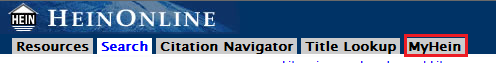 HEIN HEINONLINE
Resources Search Citation Navigator Title Lookup MyHein